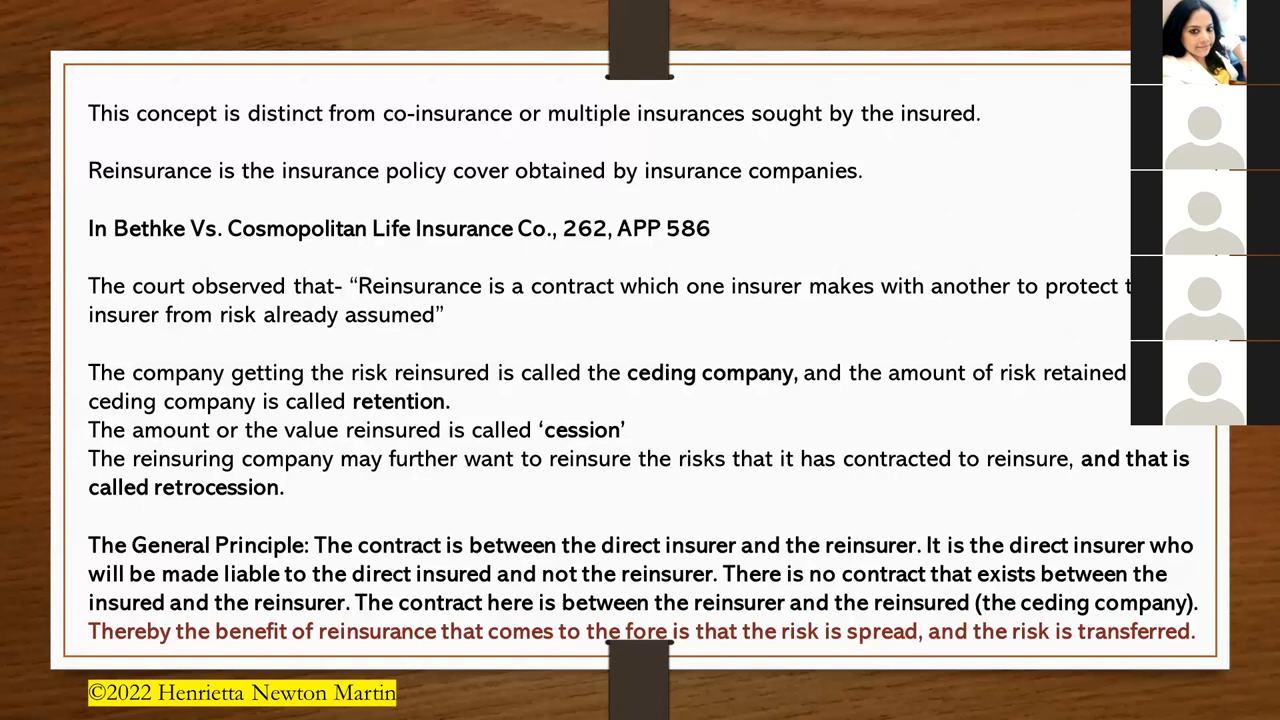 This concept is distinct from co-insurance or multiple insurances sought by the insured.
Reinsurance is the insurance policy cover obtained by insurance companies.
In Bethke Vs. Cosmopolitan Life Insurance Co., 262, APP 586
The court observed that- “Reinsurance is a contract which one insurer makes with another to protect
insurer from risk already assumed”
The company getting the risk reinsured is called the ceding company, and the amount of risk retained
ceding company is called retention.
The amount or the value reinsured is called ‘cession’
The reinsuring company may further want to reinsure the risks that it has contracted to reinsure, and that is
called retrocession.
The General Principle: The contract is between the direct insurer and the reinsurer. It is the direct insurer who
will be made liable to the direct insured and not the reinsurer. There is no contract that exists between the
insured and the reinsurer. The contract here is between the reinsurer and the reinsured (the ceding company).
Thereby the benefit of reinsurance that comes to the fore is that the risk is spread, and the risk is transferred.
©2022 Henrietta Newton Martin